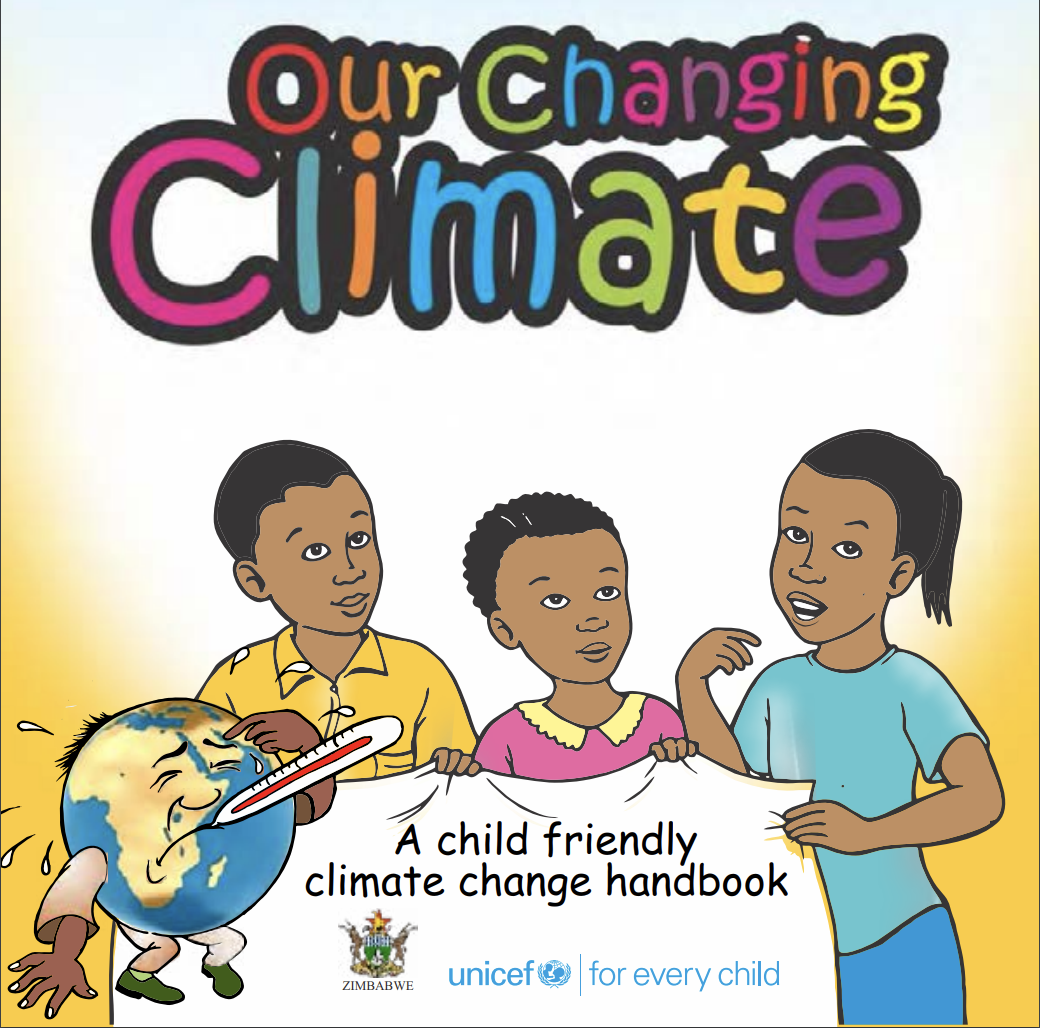 Our Changing
Climate
A child friendly
climate change handbook
ZIMBABWE
unicef for every child